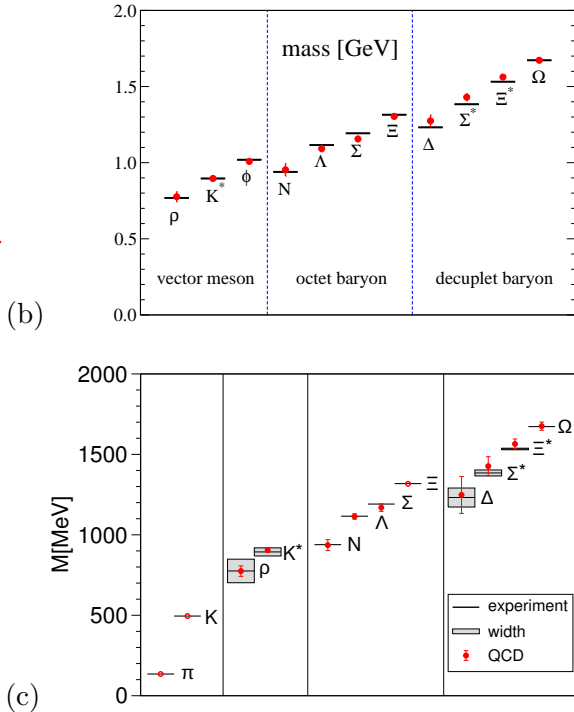 2.0
mass [GeV]
1.5
Ω
Ξ*
Σ*
Δ
Ξ
Σ
Λ
N
1.0
ϕ
K*
ρ
0.5
vector meson octet baryon decuplet baryon
0.0
(b)
2000
1500
1000
500
0
M[MeV]
Ω
Ξ*
Σ*
Δ
Ξ
Σ
Λ
N
K*
ρ
K
π
experiment
width
QCD
(c)